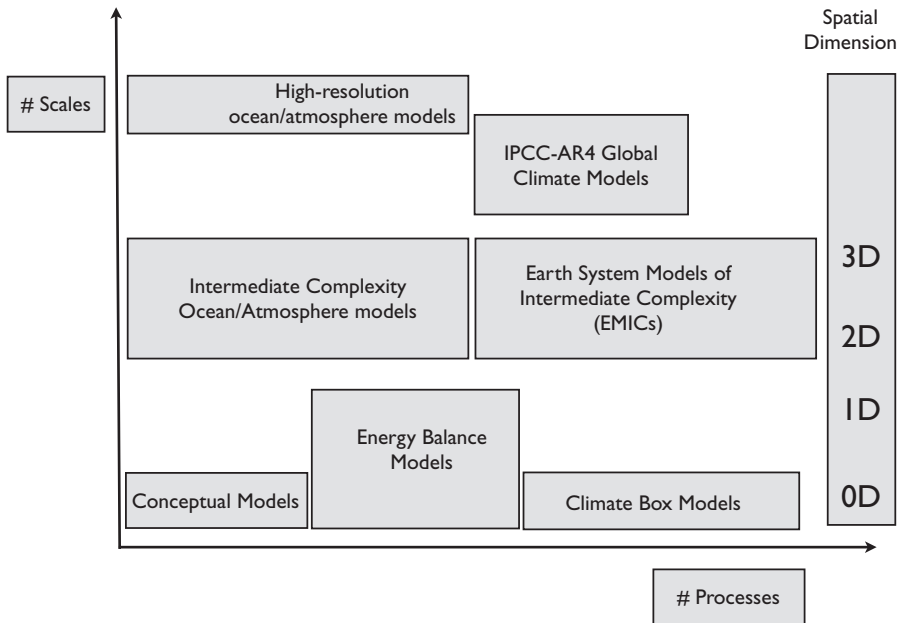 Spatial
Dimension
# Scales
High-resolution
ocean/atmosphere models
IPCC-AR4 Global
Climate Models
3D
Intermediate Complexity
Ocean/Atmosphere models
Earth System Models of
Intermediate Complexity
(EMICs)
2D
1D
Energy Balance
Models
Conceptual Models
Climate Box Models
0D
# Processes